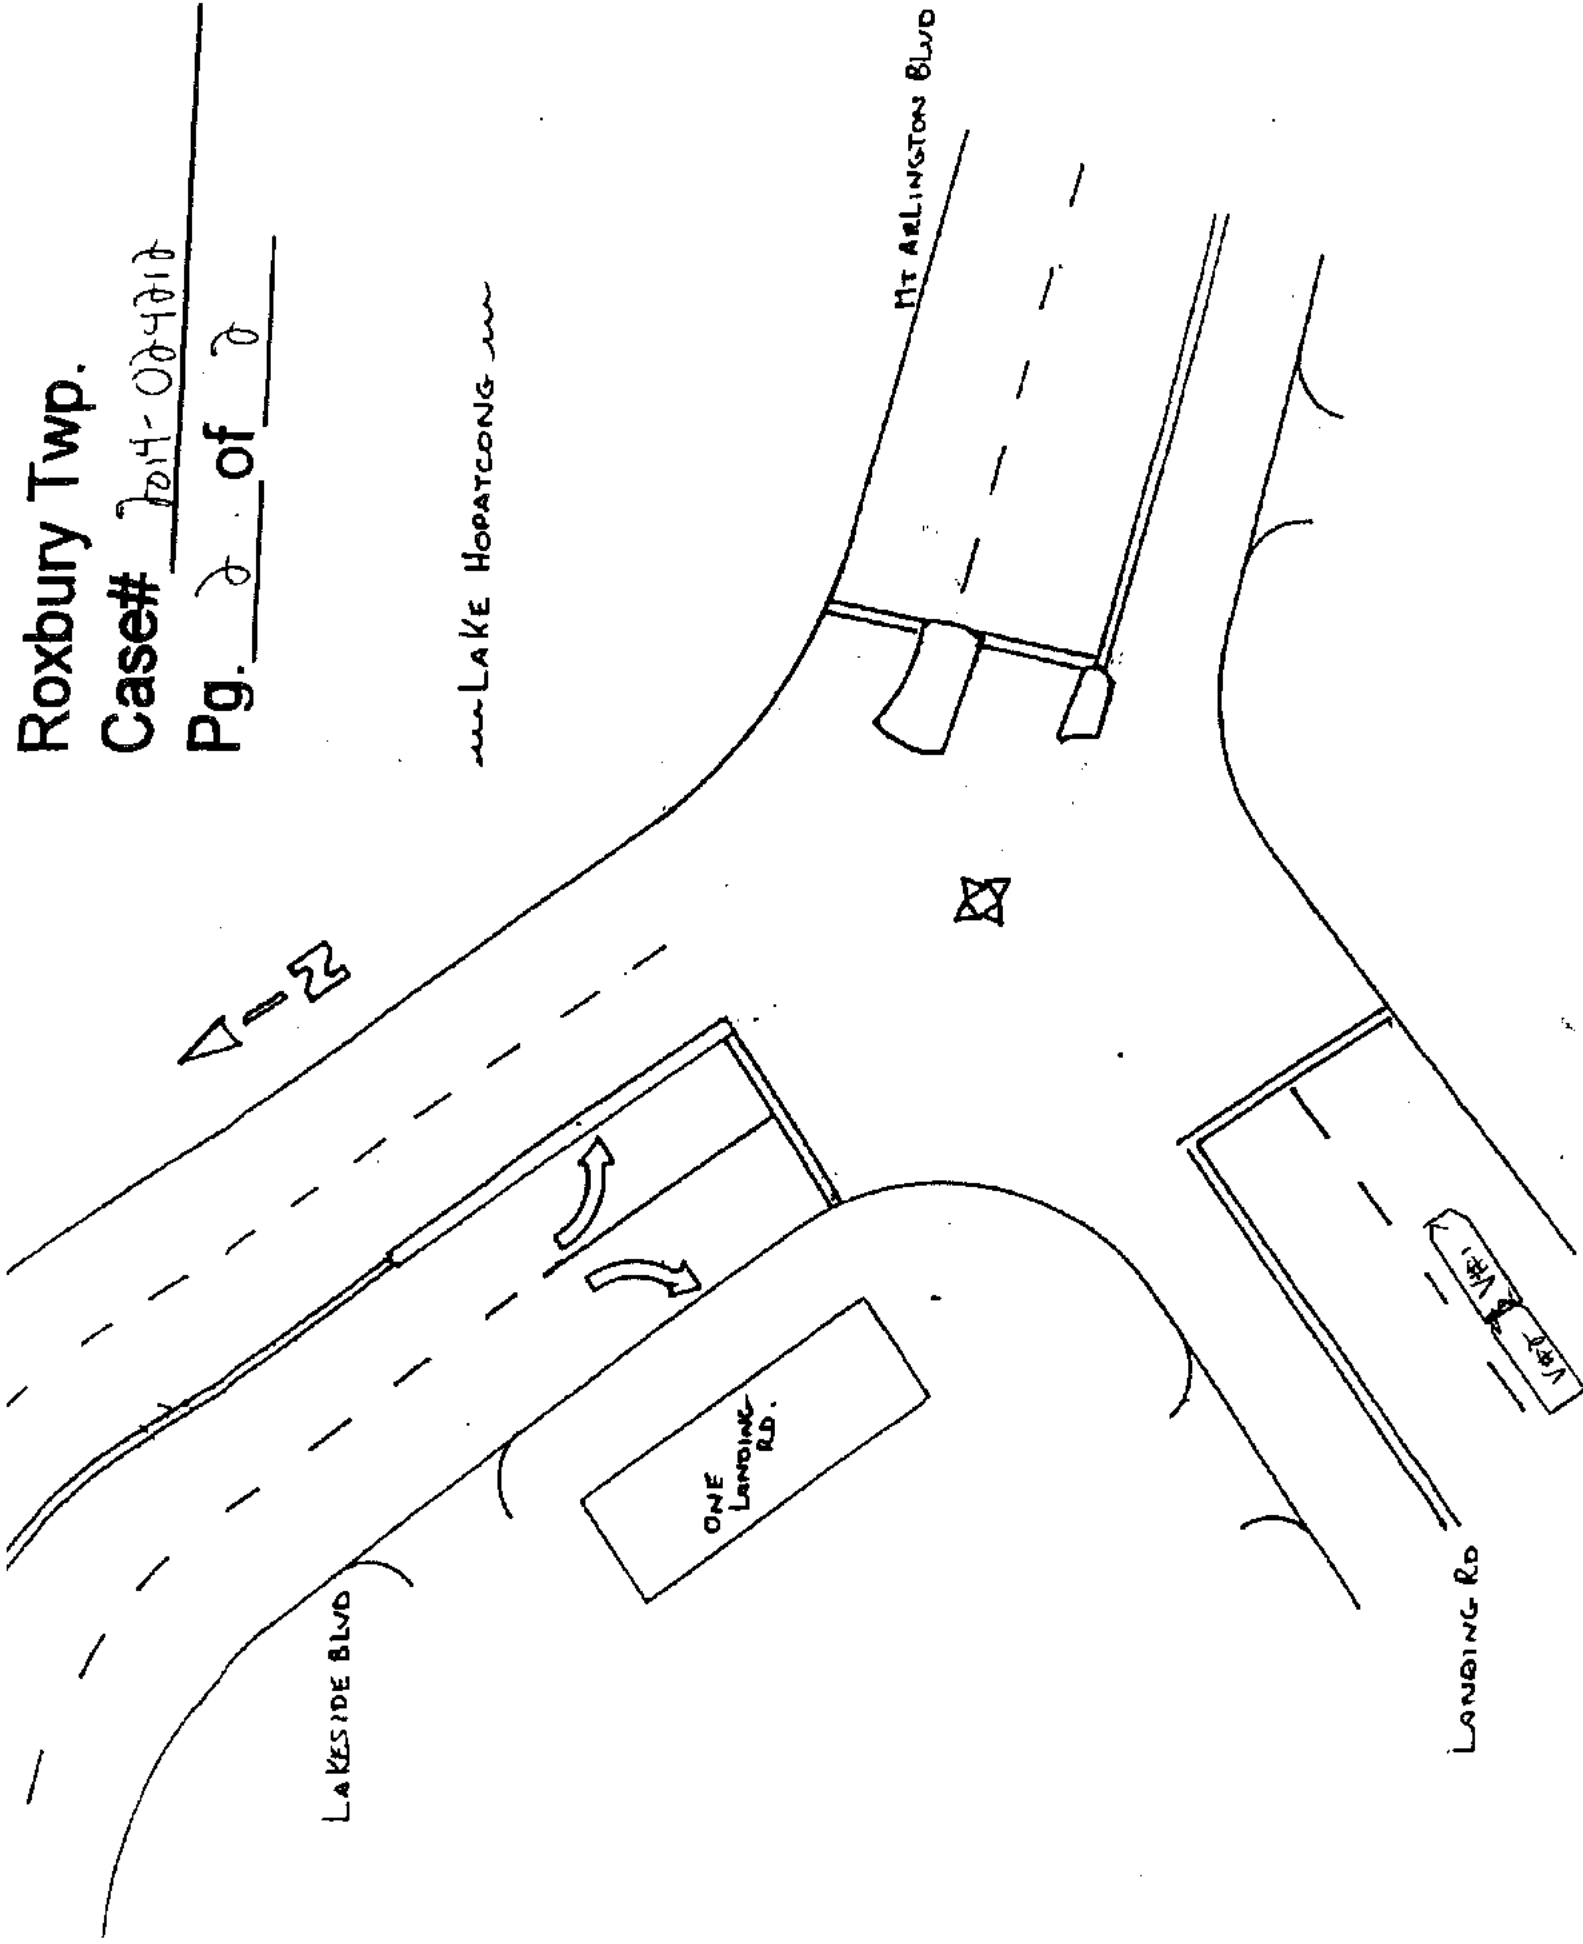 Roxbury Twp.
Case# 2014-024212
Pg. 2 of 2
LAKE HOPATCONG
MT ARLINGTON BLVD
N
ONE
LANDING
RD.
LAKESIDE BLVD
V#1
V#2
LANDING RD